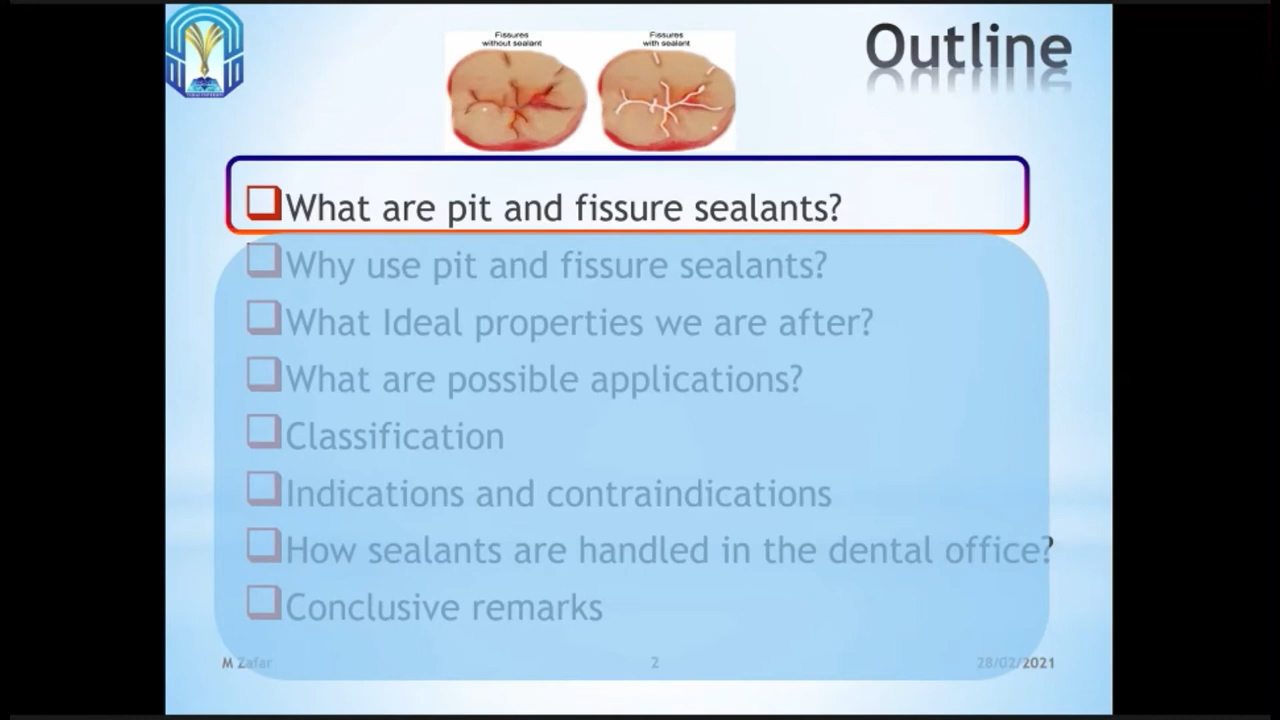 Outline
Fissures
without sealant
Fissures
with sealant
What are pit and fissure sealants?
Why use pit and fissure sealants?
What Ideal properties we are after?
What are possible applications?
Classification
Indications and contraindications
How sealants are handled in the dental office?
Conclusive remarks
M Zafar
2
28/02/2021